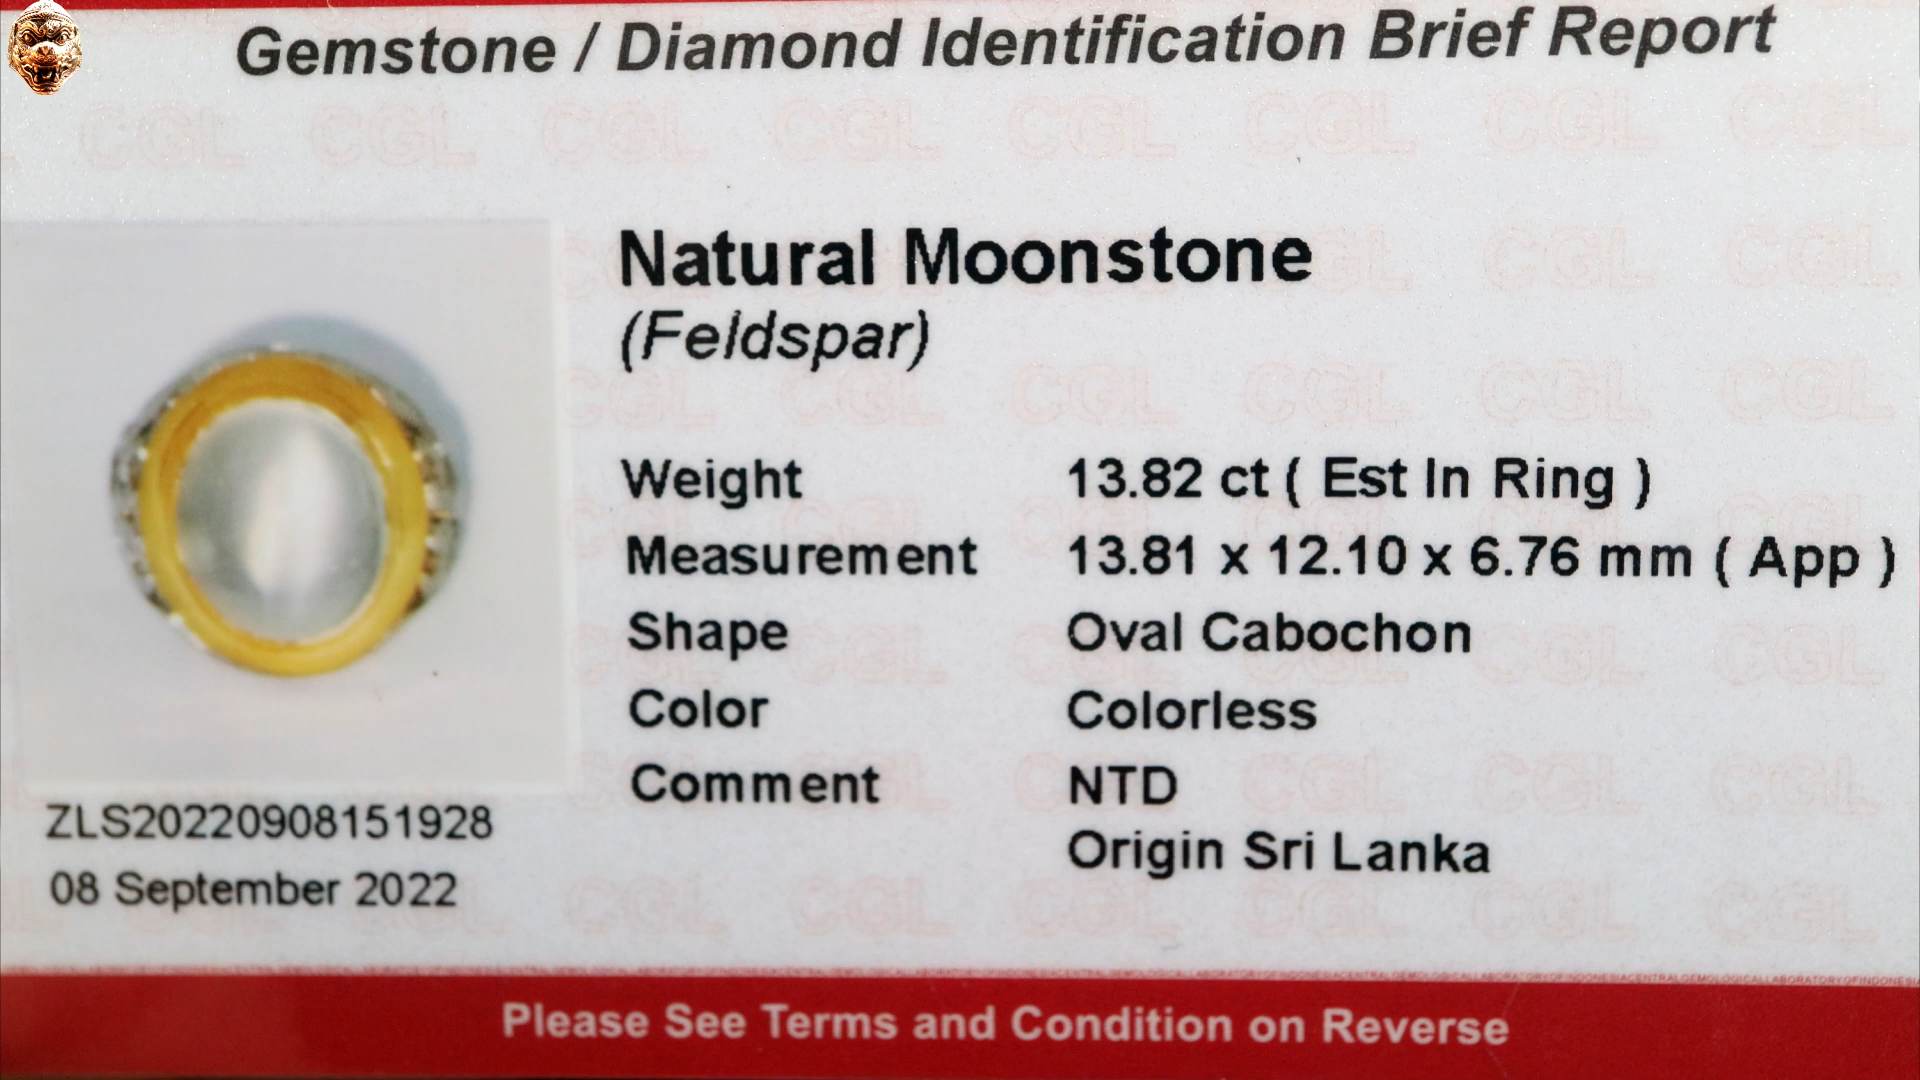 Gemstone / Diamond Identification Brief Report
Natural Moonstone
(Feldspar)
Weight 13.82 ct ( Est In Ring )
Measurement 13.81 x 12.10 x 6.76 mm ( App )
Shape Oval Cabochon
Color Colorless
Comment NTD
Origin Sri Lanka
ZLS20220908151928
08 September 2022
Please See Terms and Condition on Reverse